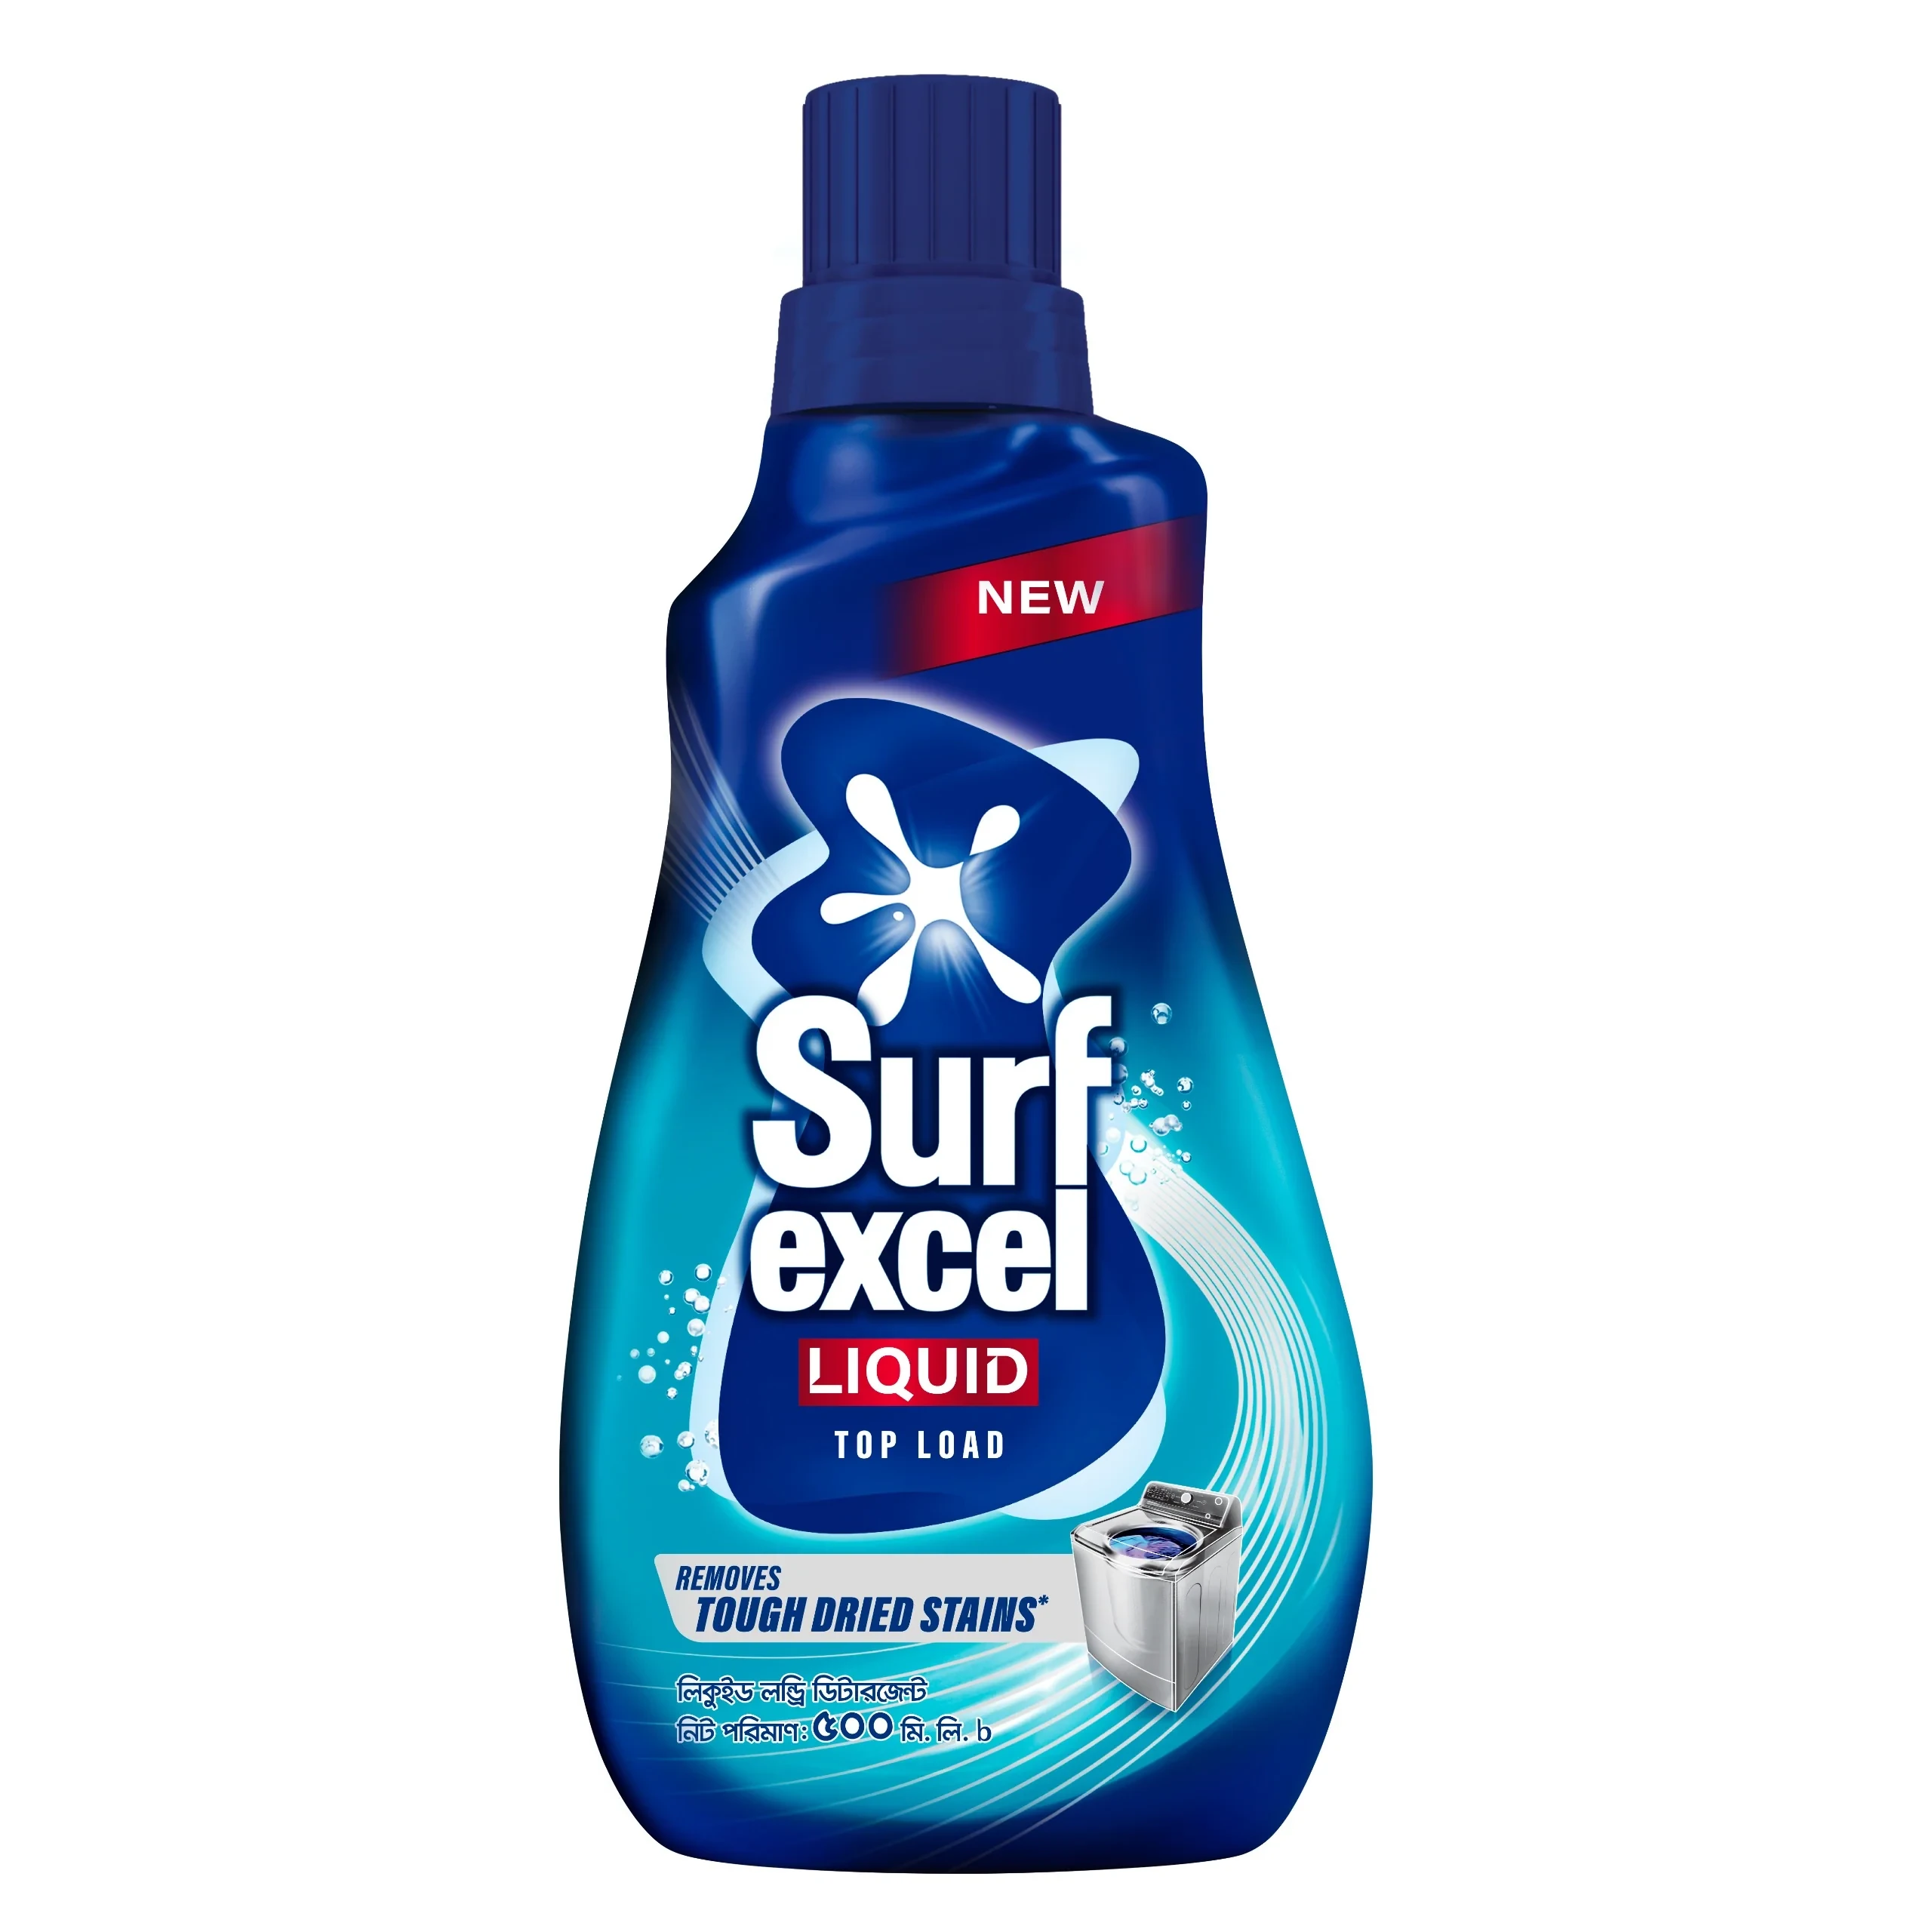 NEW
Surf
excel
LIQUID
TOP LOAD
REMOVES
TOUGH DRIED STAINS*
লিকুইড লন্ড্রি ডিটারজেন্ট
নিট পরিমাণ: ৫০০ মি. লি. b